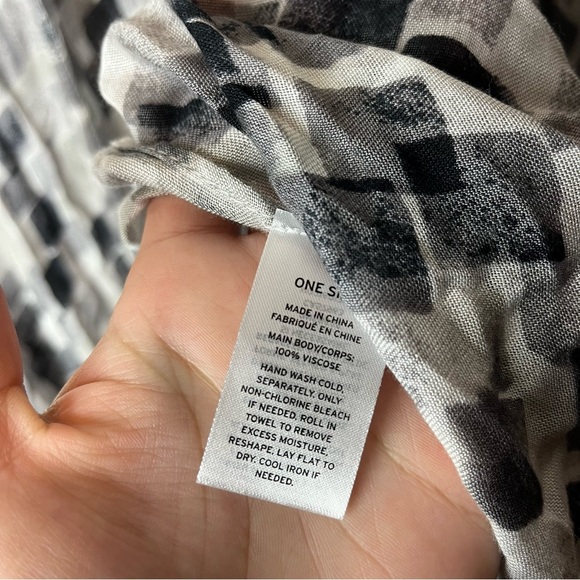 ONE
MADE IN CHINA
FABRIQUÉ EN CHINE
MAIN BODY/CORPS:
100% VISCOSE
HAND WASH COLD,
SEPARATELY. ONLY
NON-CHLORINE BLEACH
IF NEEDED. ROLL IN
TOWEL TO REMOVE
EXCESS MOISTURE,
RESHAPE, LAY FLAT TO
DRY. COOL IRON IF
NEEDED.